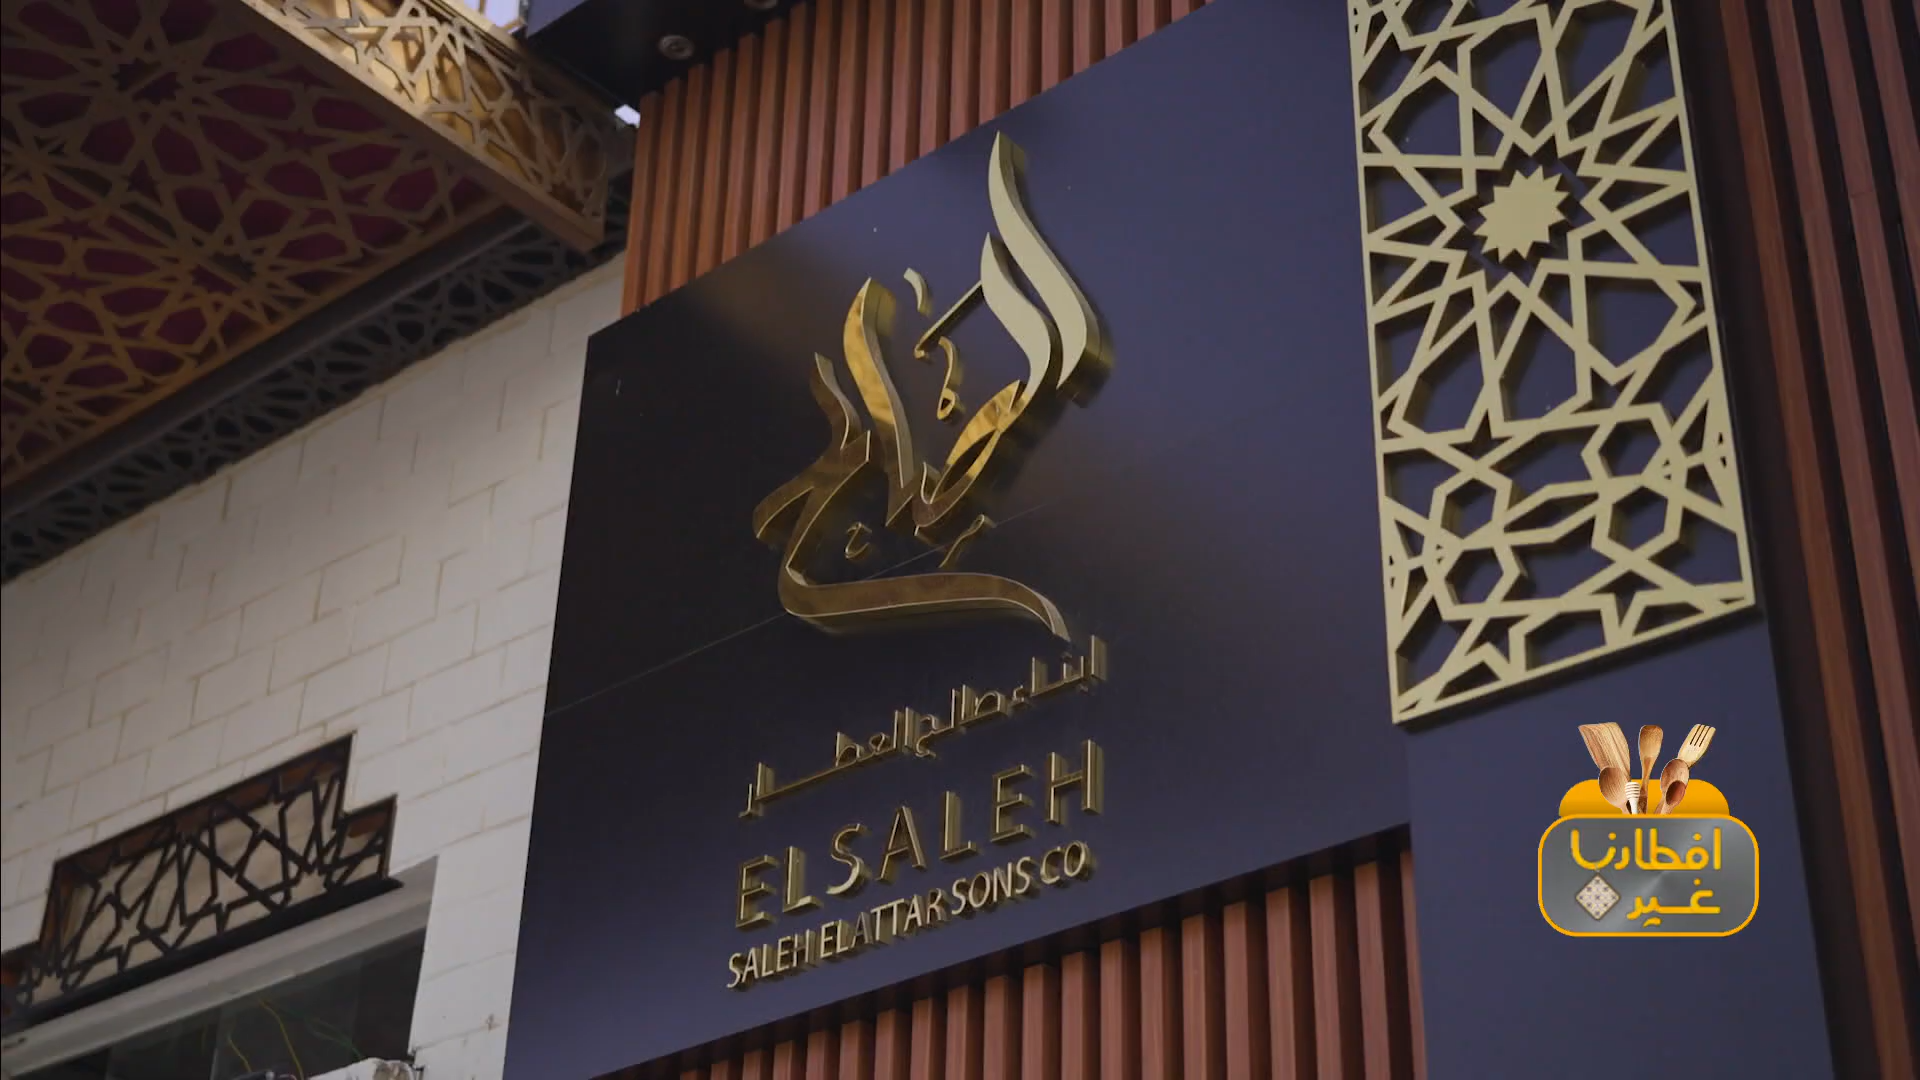 الصالح
ابناء صالح العطار
ELSALEH
SALEH ELATTAR SONS CO
افطارنا
غير